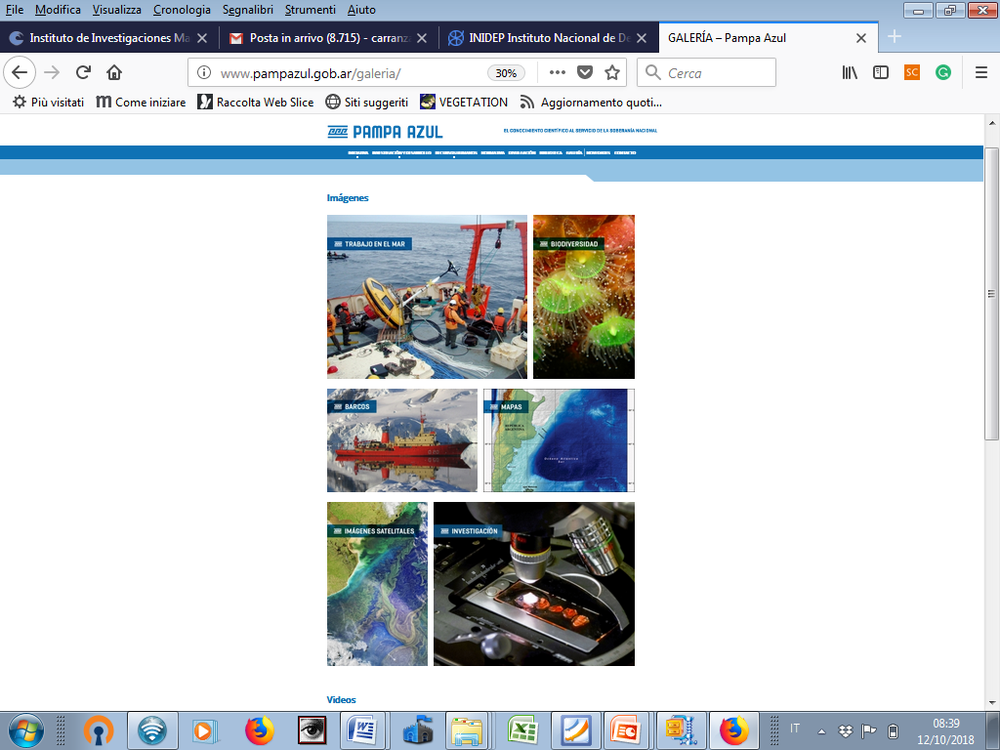 File Modifica Visualizza Cronologia Segnalibri Strumenti Aiuto
Instituto de Investigaciones Ma
Posta in arrivo (8.715) - carranz
INIDEP Instituto Nacional de De
GALERÍA – Pampa Azul
www.pampazul.gob.ar/galeria/
30%
Cerca
SC
Più visitati
Come iniziare
Raccolta Web Slice
Siti suggeriti
VEGETATION
Aggiornamento quoti...
PAMPA AZUL
EL CONOCIMIENTO CIENTÍFICO AL SERVICIO DE LA SOBERANÍA NACIONAL
Imágenes
TRABAJO EN EL MAR
BIODIVERSIDAD
BARCOS
MAPAS
REPÚBLICA
ARGENTINA
IMÁGENES SATELITALES
INVESTIGACIÓN
Videos
IT
08:39
12/10/2018